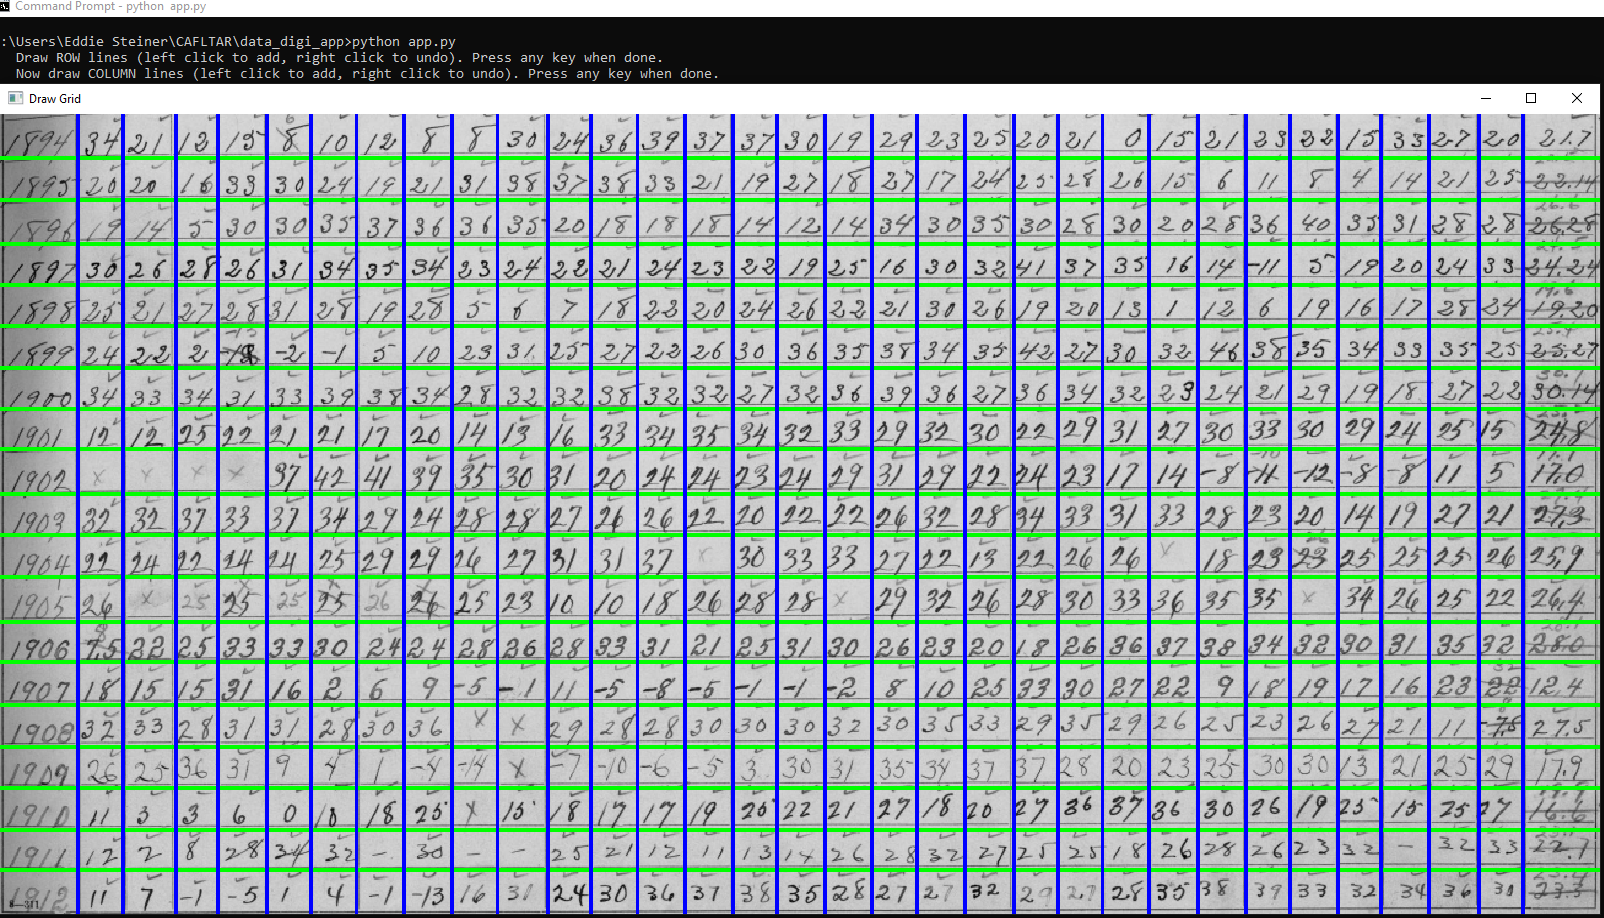 Command Prompt - python app.py
:\Users\Eddie Steiner\CAFLTAR\data_digi_app>python app.py
Draw ROW lines (left click to add, right click to undo). Press any key when done.
Now draw COLUMN lines (left click to add, right click to undo). Press any key when done.
Draw Grid
1894 34 21 12 15 8 10 12 8 8 30 24 36 39 37 37 30 19 29 23 25 20 21 0 15 21 23 32 15 33 27 20 21.7
1895 20 20 16 33 30 24 19 21 31 38 37 38 33 21 19 27 18 27 17 24 25 28 26 15 6 11 8 4 14 21 25 22.14
1896 19 14 5 30 30 35 37 36 36 35 20 18 18 18 14 12 14 34 30 35 30 28 30 20 28 36 40 35 31 28 28 26.28
1897 30 26 28 26 31 34 35 34 23 24 22 21 24 23 22 19 25 16 30 32 41 37 35 16 14 -11 5 19 20 24 33 24.24
1898 25 21 27 28 31 28 19 28 5 6 7 18 22 20 24 26 22 21 30 26 19 20 13 1 12 6 19 16 17 28 24 19.20
1899 24 22 2 -2 -1 5 10 23 31 25 27 22 26 30 36 35 38 34 35 42 27 30 32 46 38 35 34 33 35 25 25.27
1900 34 33 34 31 33 39 38 34 28 32 32 38 32 32 27 32 36 39 36 27 36 34 32 23 24 21 29 19 18 27 22 30.14
1901 12 12 25 22 21 21 17 20 14 13 16 33 34 35 34 32 33 29 32 30 22 29 31 27 30 33 30 29 24 25 15 24.8
1902 x x x x 37 42 41 39 35 30 31 20 24 24 23 24 29 31 29 22 24 23 17 14 -8 -11 -12 -8 -8 11 5 17.0
1903 32 32 37 33 37 34 29 24 28 28 27 26 26 22 20 22 22 26 32 28 34 33 31 33 28 23 20 14 19 27 21 27.3
1904 22 24 22 24 24 25 29 29 26 27 31 31 37 x 30 33 33 27 22 13 22 26 26 x 18 23 23 25 25 25 26 25.9
1905 26 x 25 25 25 25 26 26 25 23 10 10 18 26 28 28 x 29 32 26 28 30 33 36 35 35 x 34 26 25 22 26.4
1906 22 25 33 33 30 24 24 28 26 28 33 31 21 25 31 30 26 23 20 18 26 36 37 38 34 32 30 31 35 32 28.0
1907 18 15 15 31 16 2 6 9 -5 -1 11 -5 -8 -5 -1 -1 -2 8 10 25 33 30 27 22 9 18 19 17 16 23 22 12.4
1908 32 33 28 31 31 28 30 36 x x 29 28 28 30 30 30 32 30 35 33 29 35 29 26 25 23 26 27 21 11 -78 27.5
1909 26 25 36 31 9 4 1 -4 -14 x -7 -10 -6 -5 3 30 31 35 34 37 37 28 20 23 25 30 30 13 21 25 29 17.9
1910 11 3 3 6 0 10 18 25 x 15 18 17 17 19 25 22 21 27 18 20 27 36 37 36 30 26 19 25 15 25 27 16.6
1911 12 2 8 28 34 32 - 30 - - 25 21 12 11 13 14 26 28 32 27 25 25 18 26 28 26 23 32 - 32 33 22.7
1912 11 7 -1 -5 1 4 -1 -13 16 31 24 30 36 37 38 35 28 27 27 32 29 27 28 35 38 39 33 32 34 36 30 23.3